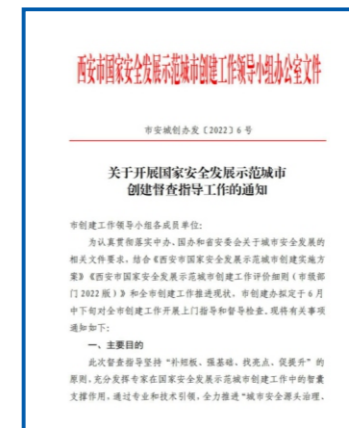 西安市国家安全发展示范城市创建工作领导小组办公室文件
市安城创办发〔2022〕6号
关于开展国家安全发展示范城市
创建督查指导工作的通知
市创建工作领导小组各成员单位:
为认真贯彻落实中办、国办和省安委会关于城市安全发展的
相关文件要求,结合《西安市国家安全发展示范城市创建实施方
案》《西安市国家安全发展示范城市创建工作评价细则(市级部
门2022版)》和全市创建工作推进现状,市创建办拟定于6月
中下旬对全市创建工作开展上门指导和督导检查。现将有关事项
通知如下:
一、主要目的
此次督查指导坚持“补短板、强基础、找亮点、促提升”的
原则,充分发挥专家在国家安全发展示范城市创建工作中的智囊
支撑作用,通过专业和技术引领,全力推进“城市安全源头治理、